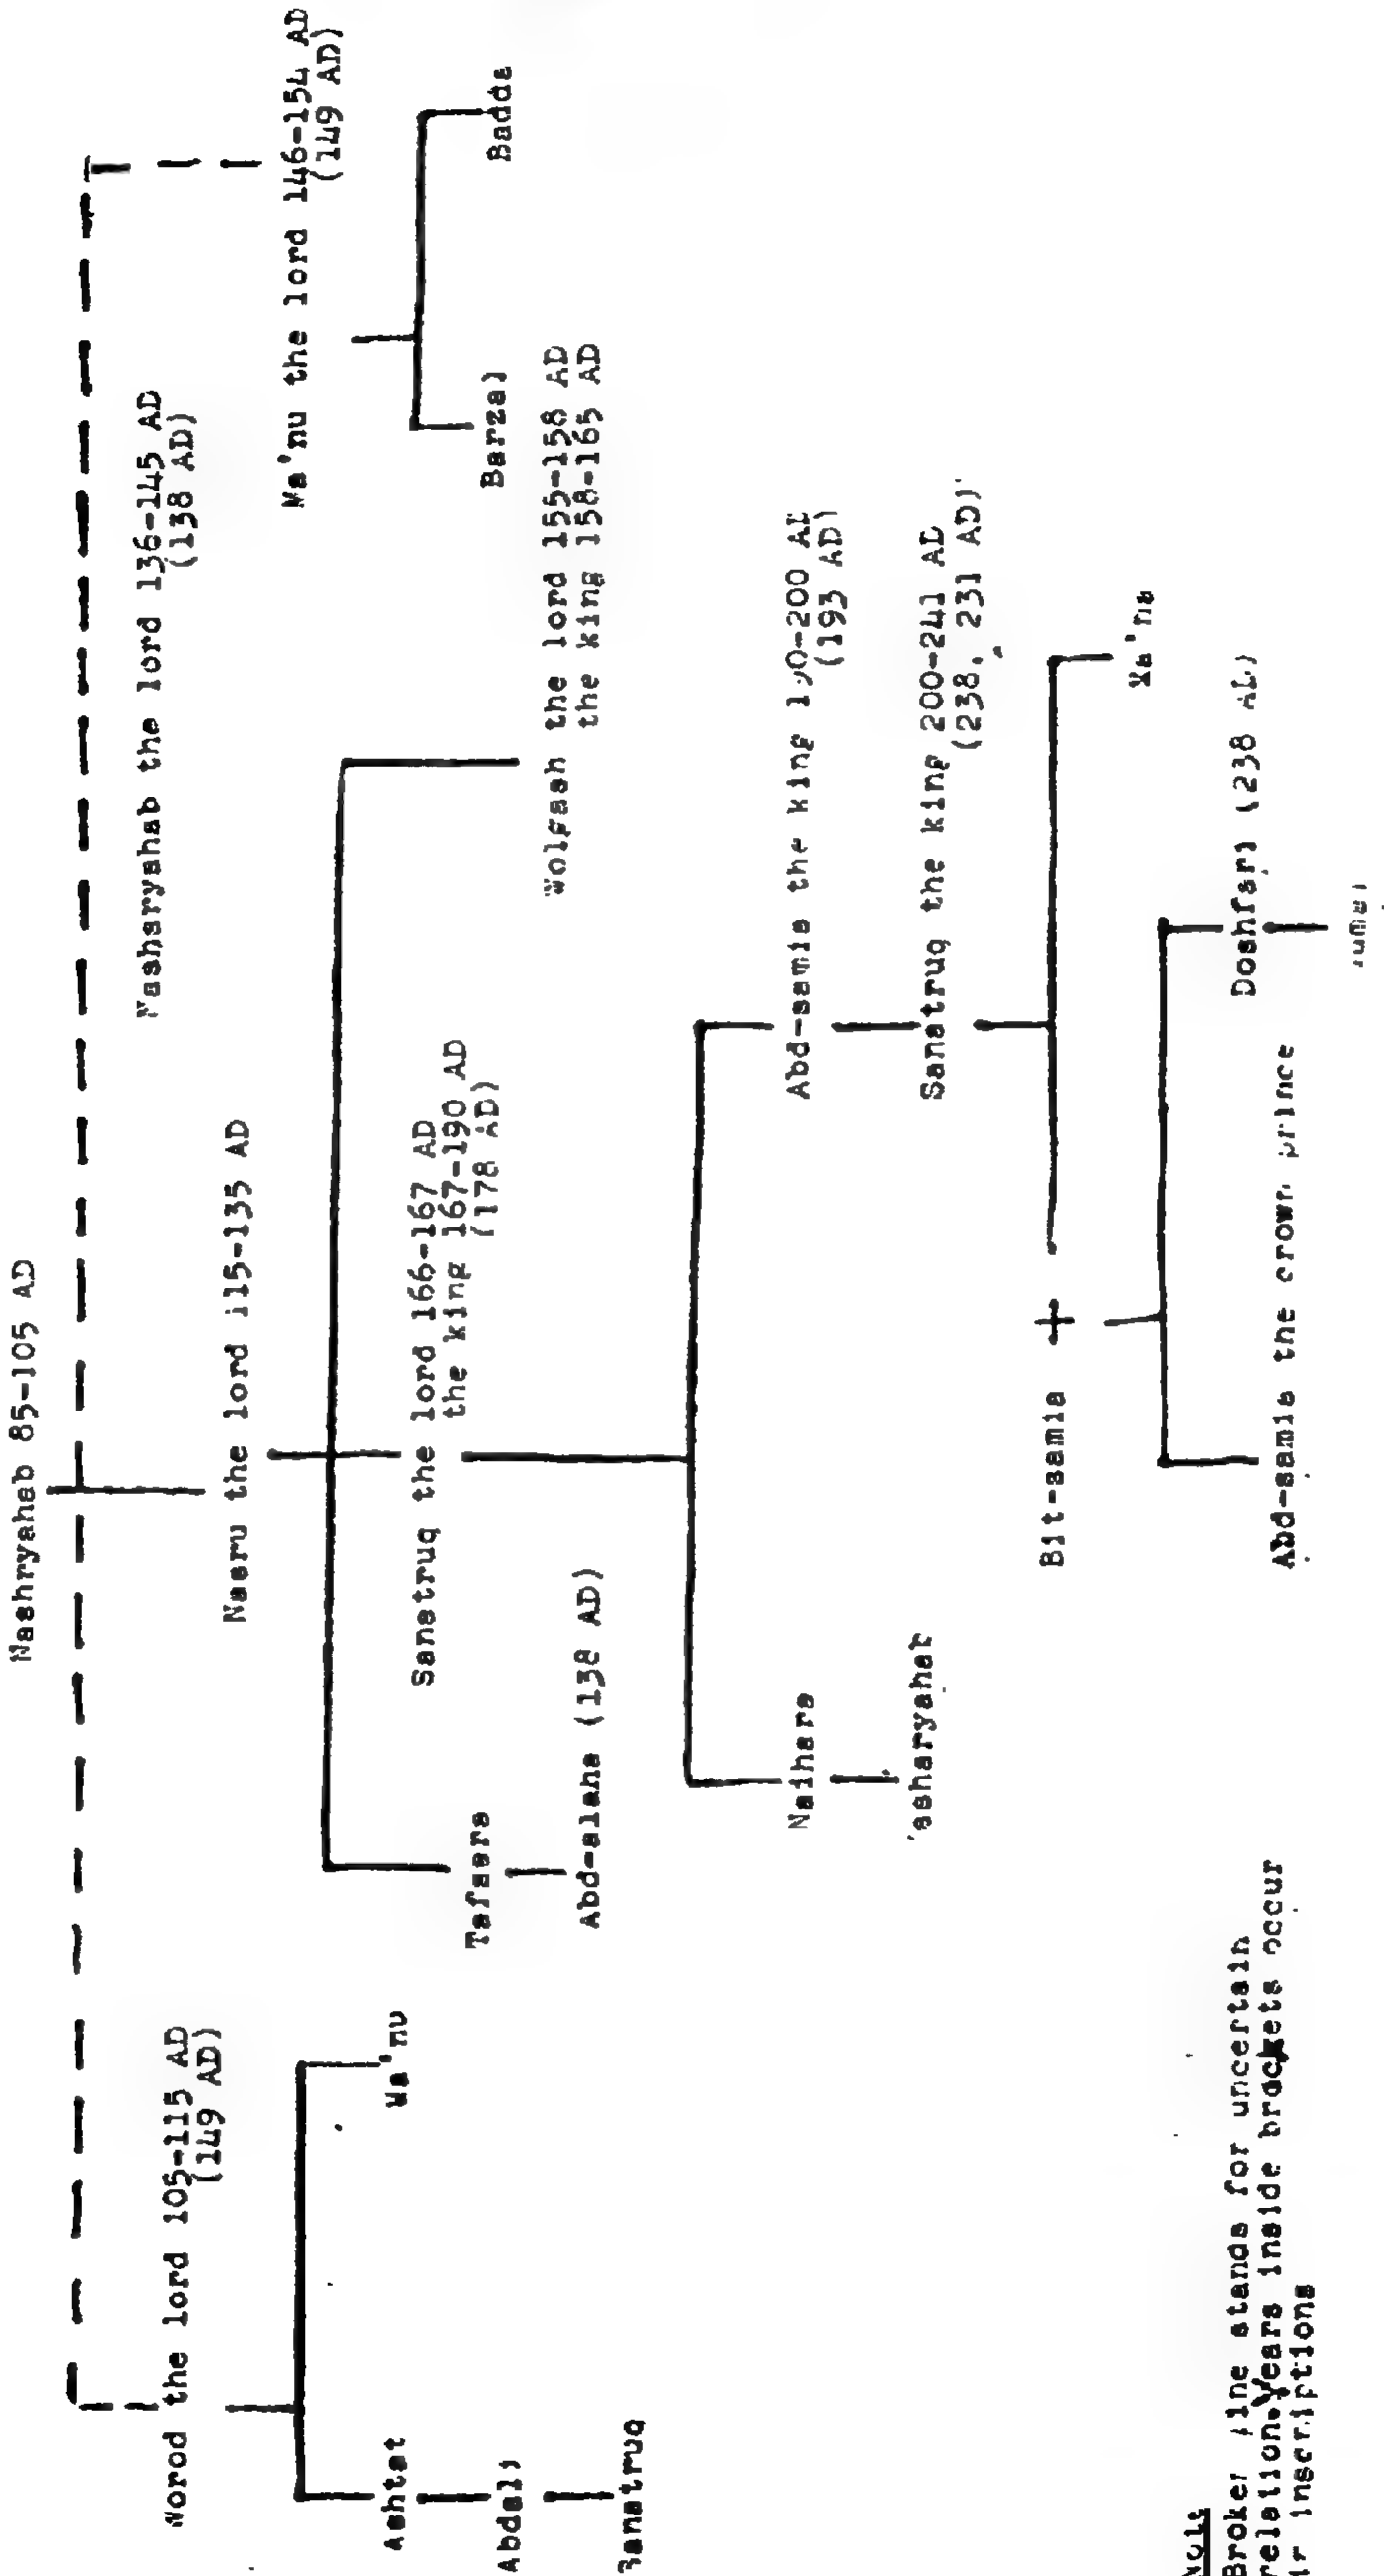 Nashryahab 85-105 AD
Worod the lord 105-115 AD
(149 AD)
Nasharyahab the lord 136-145 AD
(138 AD)
Nasru the lord 115-135 AD
Ma'nu the lord 146-154 AD
(149 AD)
Ashtat
Ma'nu
Abdali
Sanatruq
Sanatruq the lord 166-167 AD
the king 167-190 AD
(178 AD)
Tafsara
Abd-alaha (138 AD)
Barzal
Badda
Wolgash the lord 155-158 AD
the king 158-165 AD
Naihara
Abd-samia the king 190-200 AD
(193 AD)
Sanatruq the king 200-241 AD
(238, 231 AD)
Bit-samia +
Ma'na
Abd-samia the crown prince
Doshfari (238 AD)
Note
Broken line stands for uncertain
relation. Years inside brackets occur
in inscriptions